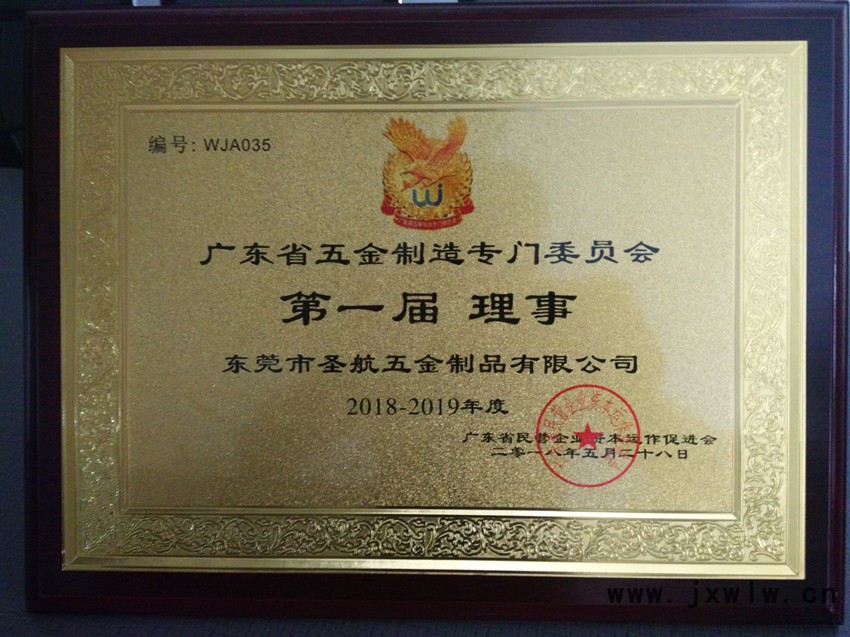 编号: WJA035
WJ
广东省五金制造专门委员会
第一届 理事
东莞市圣航五金制品有限公司
2018-2019年度
广东省民营企业资本运作促进会
二零一八年五月二十八日
www.jxwlw.cn